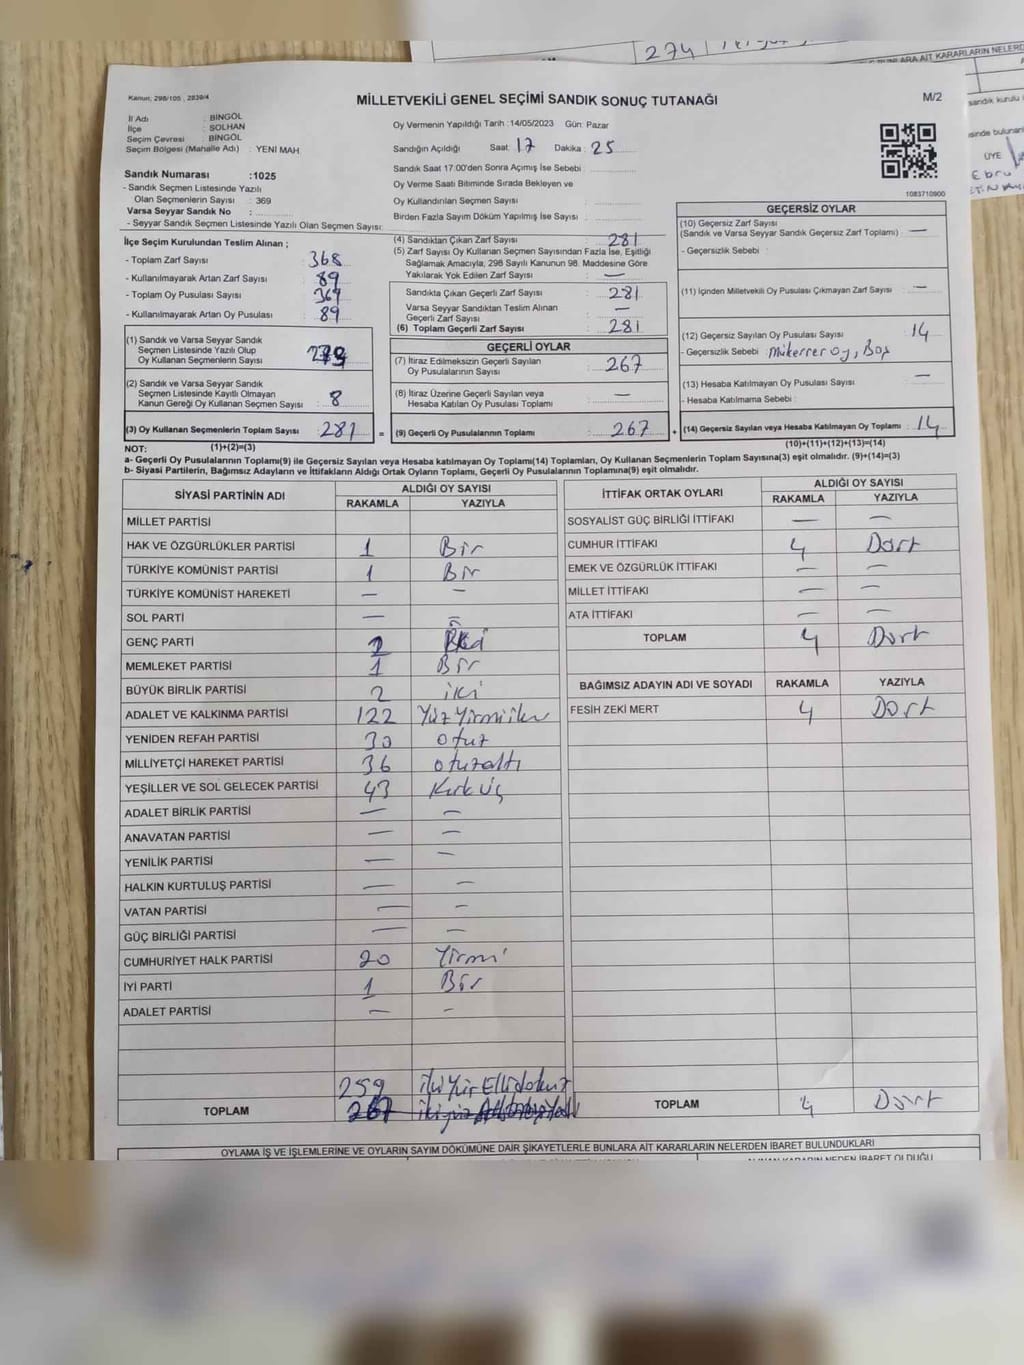 274
Kanun: 298/105 , 2839/4
MİLLETVEKİLİ GENEL SEÇİMİ SANDIK SONUÇ TUTANAĞI
M/2
İl Adı : BİNGÖL
İlçe : SOLHAN
Seçim Çevresi : BİNGÖL
Seçim Bölgesi (Mahalle Adı) : YENİ MAH.
Oy Vermenin Yapıldığı Tarih :14/05/2023 Gün: Pazar
Sandığın Açıldığı Saat: 17 Dakika : 25
Sandık Saat 17:00'den Sonra Açımış İse Sebebi :
Oy Verme Saati Bitiminde Sırada Bekleyen ve
Oy Kullandırılan Seçmen Sayısı :
Birden Fazla Sayım Döküm Yapılmış İse Sayısı :
1083710900
Sandık Numarası :1025
- Sandık Seçmen Listesinde Yazılı
Olan Seçmenlerin Sayısı : 369
Varsa Seyyar Sandık No :
- Seyyar Sandık Seçmen Listesinde Yazılı Olan Seçmen Sayısı:
İlçe Seçim Kurulundan Teslim Alınan ;
- Toplam Zarf Sayısı : 368
- Kullanılmayarak Artan Zarf Sayısı : 89
- Toplam Oy Pusulası Sayısı : 369
- Kullanılmayarak Artan Oy Pusulası : 89
(1) Sandık ve Varsa Seyyar Sandık
Seçmen Listesinde Yazılı Olup
Oy Kullanan Seçmenlerin Sayısı :
(2) Sandık ve Varsa Seyyar Sandık
Seçmen Listesinde Kayıtlı Olmayan
Kanun Gereği Oy Kullanan Seçmen Sayısı : 8
(3) Oy Kullanan Seçmenlerin Toplam Sayısı : 281 =
(1)+(2)=(3)
(4) Sandıktan Çıkan Zarf Sayısı : 281
(5) Zarf Sayısı Oy Kullanan Seçmen Sayısından Fazla İse, Eşitliği
Sağlamak Amacıyla, 298 Sayılı Kanunun 98. Maddesine Göre
Yakılarak Yok Edilen Zarf Sayısı : —
Sandıkta Çıkan Geçerli Zarf Sayısı : 281
Varsa Seyyar Sandıktan Teslim Alınan
Geçerli Zarf Sayısı : —
(6) Toplam Geçerli Zarf Sayısı : 281
GEÇERLİ OYLAR
(7) İtiraz Edilmeksizin Geçerli Sayılan
Oy Pusulalarının Sayısı : 267
(8) İtiraz Üzerine Geçerli Sayılan veya
Hesaba Katılan Oy Pusulası Toplamı : —
(9) Geçerli Oy Pusulalarının Toplamı : 267 +
GEÇERSİZ OYLAR
(10) Geçersiz Zarf Sayısı
(Sandık ve Varsa Seyyar Sandık Geçersiz Zarf Toplamı) : —
- Geçersizlik Sebebi :
(11) İçinden Milletvekili Oy Pusulası Çıkmayan Zarf Sayısı : —
(12) Geçersiz Sayılan Oy Pusulası Sayısı : 14
- Geçersizlik Sebebi : Mükerrer oy, Boş
(13) Hesaba Katılmayan Oy Pusulası Sayısı : —
- Hesaba Katılmama Sebebi :
(14) Geçersiz Sayılan veya Hesaba Katılmayan Oy Toplamı : 14
(10)+(11)+(12)+(13)=(14)
NOT:
a- Geçerli Oy Pusulalarının Toplamı(9) ile Geçersiz Sayılan veya Hesaba katılmayan Oy Toplamı(14) Toplamları, Oy Kullanan Seçmenlerin Toplam Sayısına(3) eşit olmalıdır. (9)+(14)=(3)
b- Siyasi Partilerin, Bağımsız Adayların ve İttifakların Aldığı Ortak Oyların Toplamı, Geçerli Oy Pusulalarının Toplamına(9) eşit olmalıdır.
SİYASİ PARTİNİN ADI ALDIĞI OY SAYISI
RAKAMLA YAZIYLA
MİLLET PARTİSİ
HAK VE ÖZGÜRLÜKLER PARTİSİ 1 Bir
TÜRKİYE KOMÜNİST PARTİSİ 1 Bir
TÜRKİYE KOMÜNİST HAREKETİ — —
SOL PARTİ — —
GENÇ PARTİ
MEMLEKET PARTİSİ 1 Bir
BÜYÜK BİRLİK PARTİSİ 2 iki
ADALET VE KALKINMA PARTİSİ 122 Yüz Yirmi iki
YENİDEN REFAH PARTİSİ 30 otuz
MİLLİYETÇİ HAREKET PARTİSİ 36 otuzaltı
YEŞİLLER VE SOL GELECEK PARTİSİ 43 Kırk Üç
ADALET BİRLİK PARTİSİ — —
ANAVATAN PARTİSİ — —
YENİLİK PARTİSİ — —
HALKIN KURTULUŞ PARTİSİ — —
VATAN PARTİSİ — —
GÜÇ BİRLİĞİ PARTİSİ — —
CUMHURİYET HALK PARTİSİ 20 Yirmi
İYİ PARTİ 1 Bir
ADALET PARTİSİ — —
259 İki Yüz Elli dokuz
TOPLAM 267
İTTİFAK ORTAK OYLARI ALDIĞI OY SAYISI
RAKAMLA YAZIYLA
SOSYALİST GÜÇ BİRLİĞİ İTTİFAKI — —
CUMHUR İTTİFAKI 4 Dört
EMEK VE ÖZGÜRLÜK İTTİFAKI — —
MİLLET İTTİFAKI — —
ATA İTTİFAKI — —
TOPLAM 4 Dört
BAĞIMSIZ ADAYIN ADI VE SOYADI RAKAMLA YAZIYLA
FESİH ZEKİ MERT 4 Dört
TOPLAM 4 Dört
OYLAMA İŞ VE İŞLEMLERİNE VE OYLARIN SAYIM DÖKÜMÜNE DAİR ŞİKAYETLERLE BUNLARA AİT KARARLARIN NELERDEN İBARET BULUNDUKLARI
BUNLARA AİT KARARLARIN NELERDEN
sandık kurulu
ÜYE
Ebru